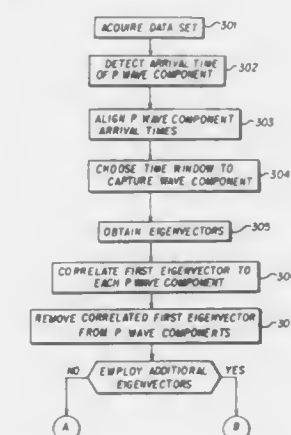 ACQUIRE DATA SET
301
DETECT ARRIVAL TIME
OF P WAVE COMPONENT
302
ALIGN P WAVE COMPONENT
ARRIVAL TIMES
303
CHOOSE TIME WINDOW TO
CAPTURE WAVE COMPONENT
304
OBTAIN EIGENVECTORS
305
CORRELATE FIRST EIGENVECTOR TO
EACH P WAVE COMPONENT
30
REMOVE CORRELATED FIRST EIGENVECTOR
FROM P WAVE COMPONENTS
30
NO
EMPLOY ADDITIONAL
EIGENVECTORS
YES
A
B